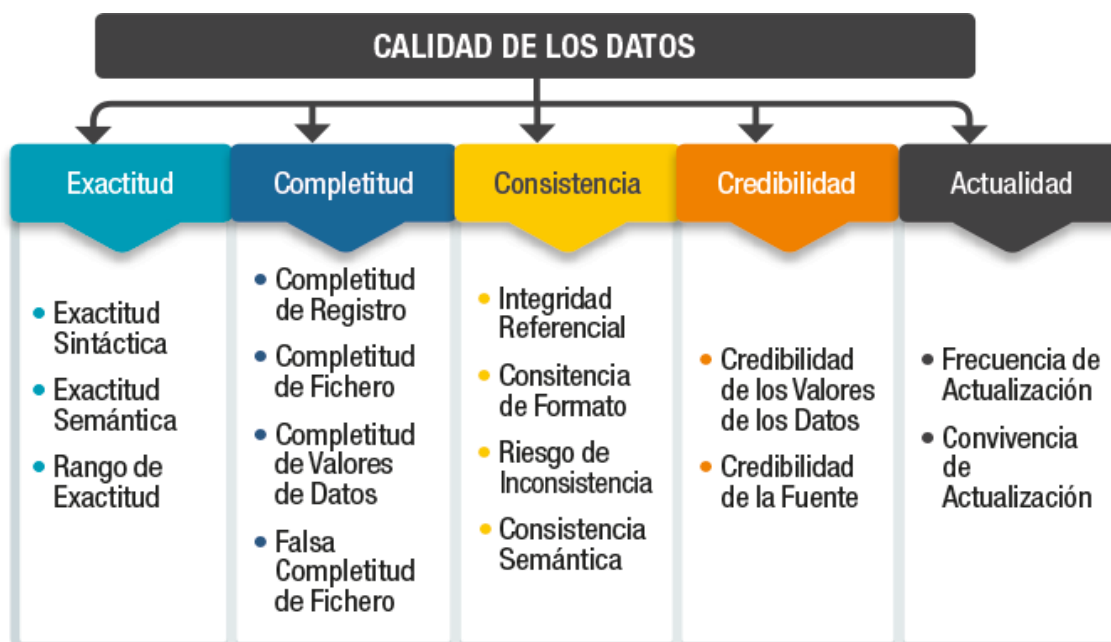 CALIDAD DE LOS DATOS
Exactitud
Completitud
Consistencia
Credibilidad
Actualidad
• Exactitud
Sintáctica
• Exactitud
Semántica
• Rango de
Exactitud
• Completitud
de Registro
• Completitud
de Fichero
• Completitud
de Valores
de Datos
• Falsa
Completitud
de Fichero
• Integridad
Referencial
• Consitencia
de Formato
• Riesgo de
Inconsistencia
• Consistencia
Semántica
• Credibilidad
de los Valores
de los Datos
• Credibilidad
de la Fuente
• Frecuencia de
Actualización
• Convivencia
de
Actualización